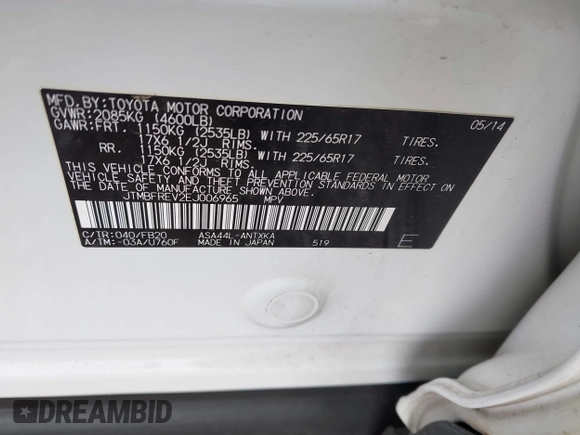 MFD.BY:TOYOTA MOTOR CORPORATION 05/14
GVWR:2085KG (4600LB)
GAWR:FRT. 1150KG (2535LB) WITH 225/65R17 TIRES.
17X6 1/2J RIMS.
RR. 1150KG (2535LB) WITH 225/65R17 TIRES.
17X6 1/2J RIMS.
THIS VEHICLE CONFORMS TO ALL APPLICABLE FEDERAL MOTOR
VEHICLE SAFETY AND THEFT PREVENTION STANDARDS IN EFFECT ON
THE DATE OF MANUFACTURE SHOWN ABOVE.
JTMBFREV2EJ006965 MPV
C/TR:040/FB20 ASA44L-ANTXKA
A/TM:-03A/U760F MADE IN JAPAN 519 E
DREAMBID